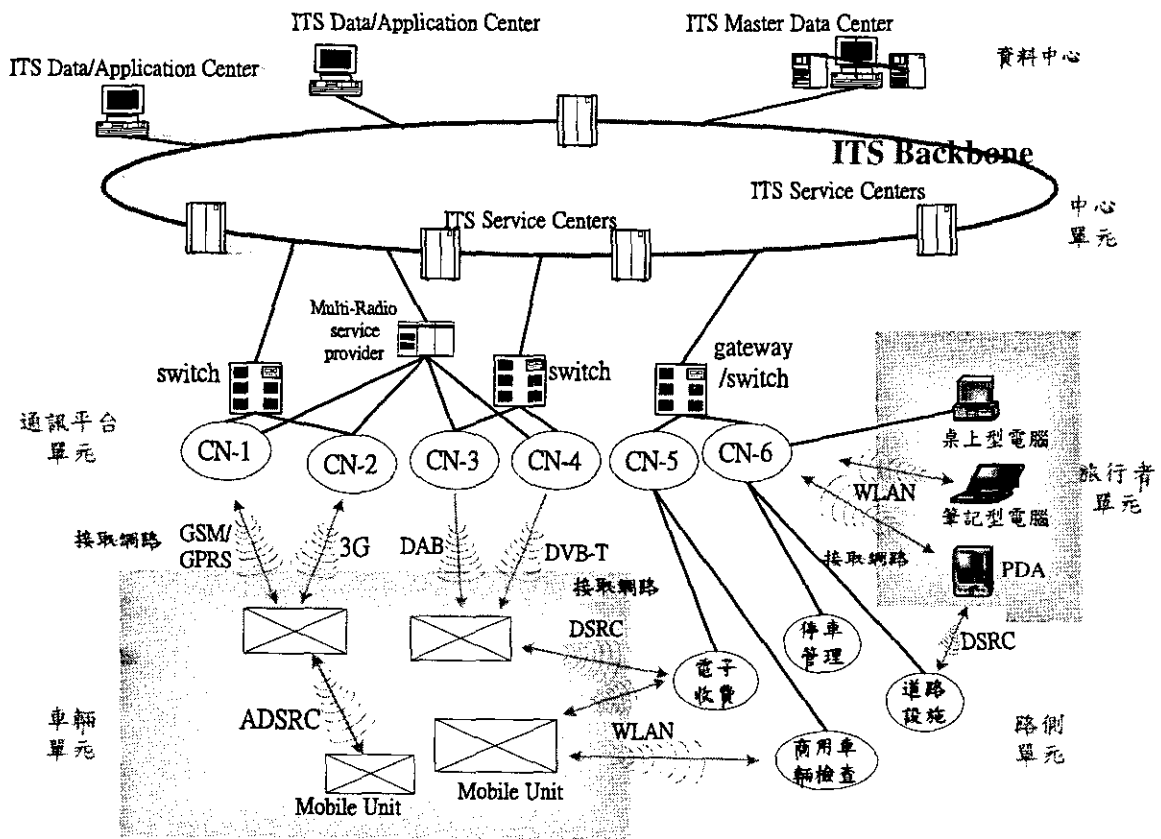 ITS Data/Application Center
ITS Master Data Center
ITS Data/Application Center
資料中心
ITS Backbone
ITS Service Centers
ITS Service Centers
中心
單元
Multi-Radio
service
provider
switch
switch
gateway
/switch
通訊平台
單元
CN-1
CN-2
CN-3
CN-4
CN-5
CN-6
桌上型電腦
WLAN
筆記型電腦
旅行者
單元
接取網路
GSM/
GPRS
3G
DAB
DVB-T
接取網路
接取網路
PDA
DSRC
DSRC
電子
收費
停車
管理
道路
設施
車輛
單元
ADSRC
WLAN
商用車
輛檢查
路側
單元
Mobile Unit
Mobile Unit